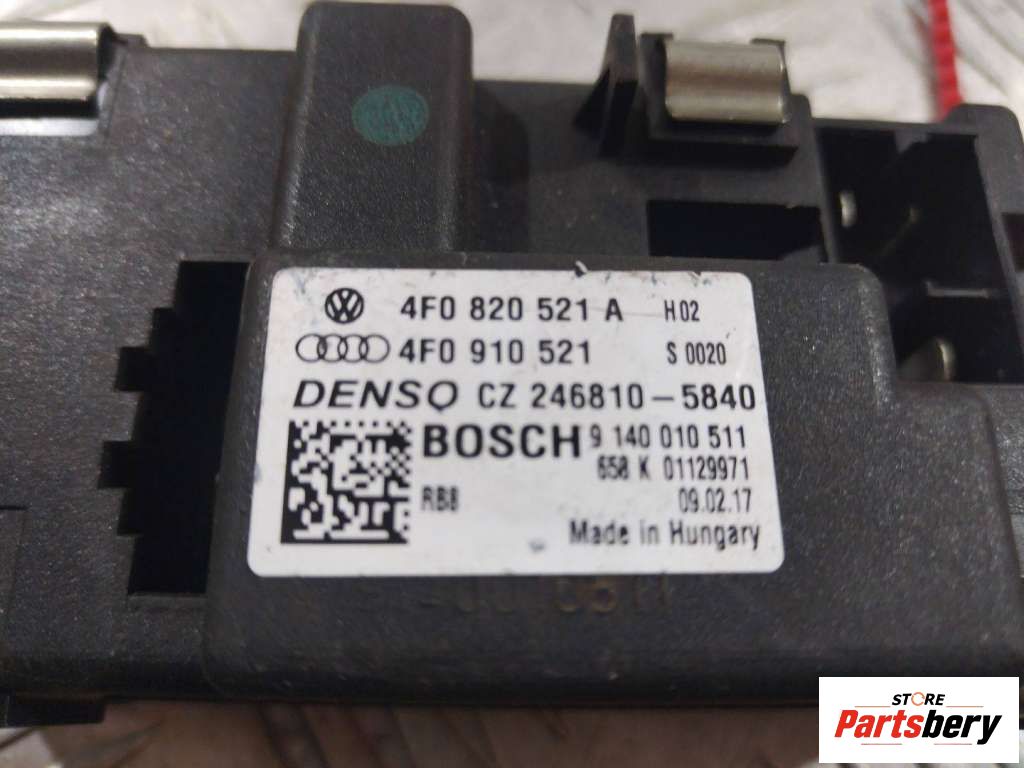 4F0 820 521 A H02
4F0 910 521 S 0020
DENSO CZ 246810-5840
BOSCH 9 140 010 511
658 K 01129971
RB8 09.02.17
Made in Hungary
STORE
Partsbery